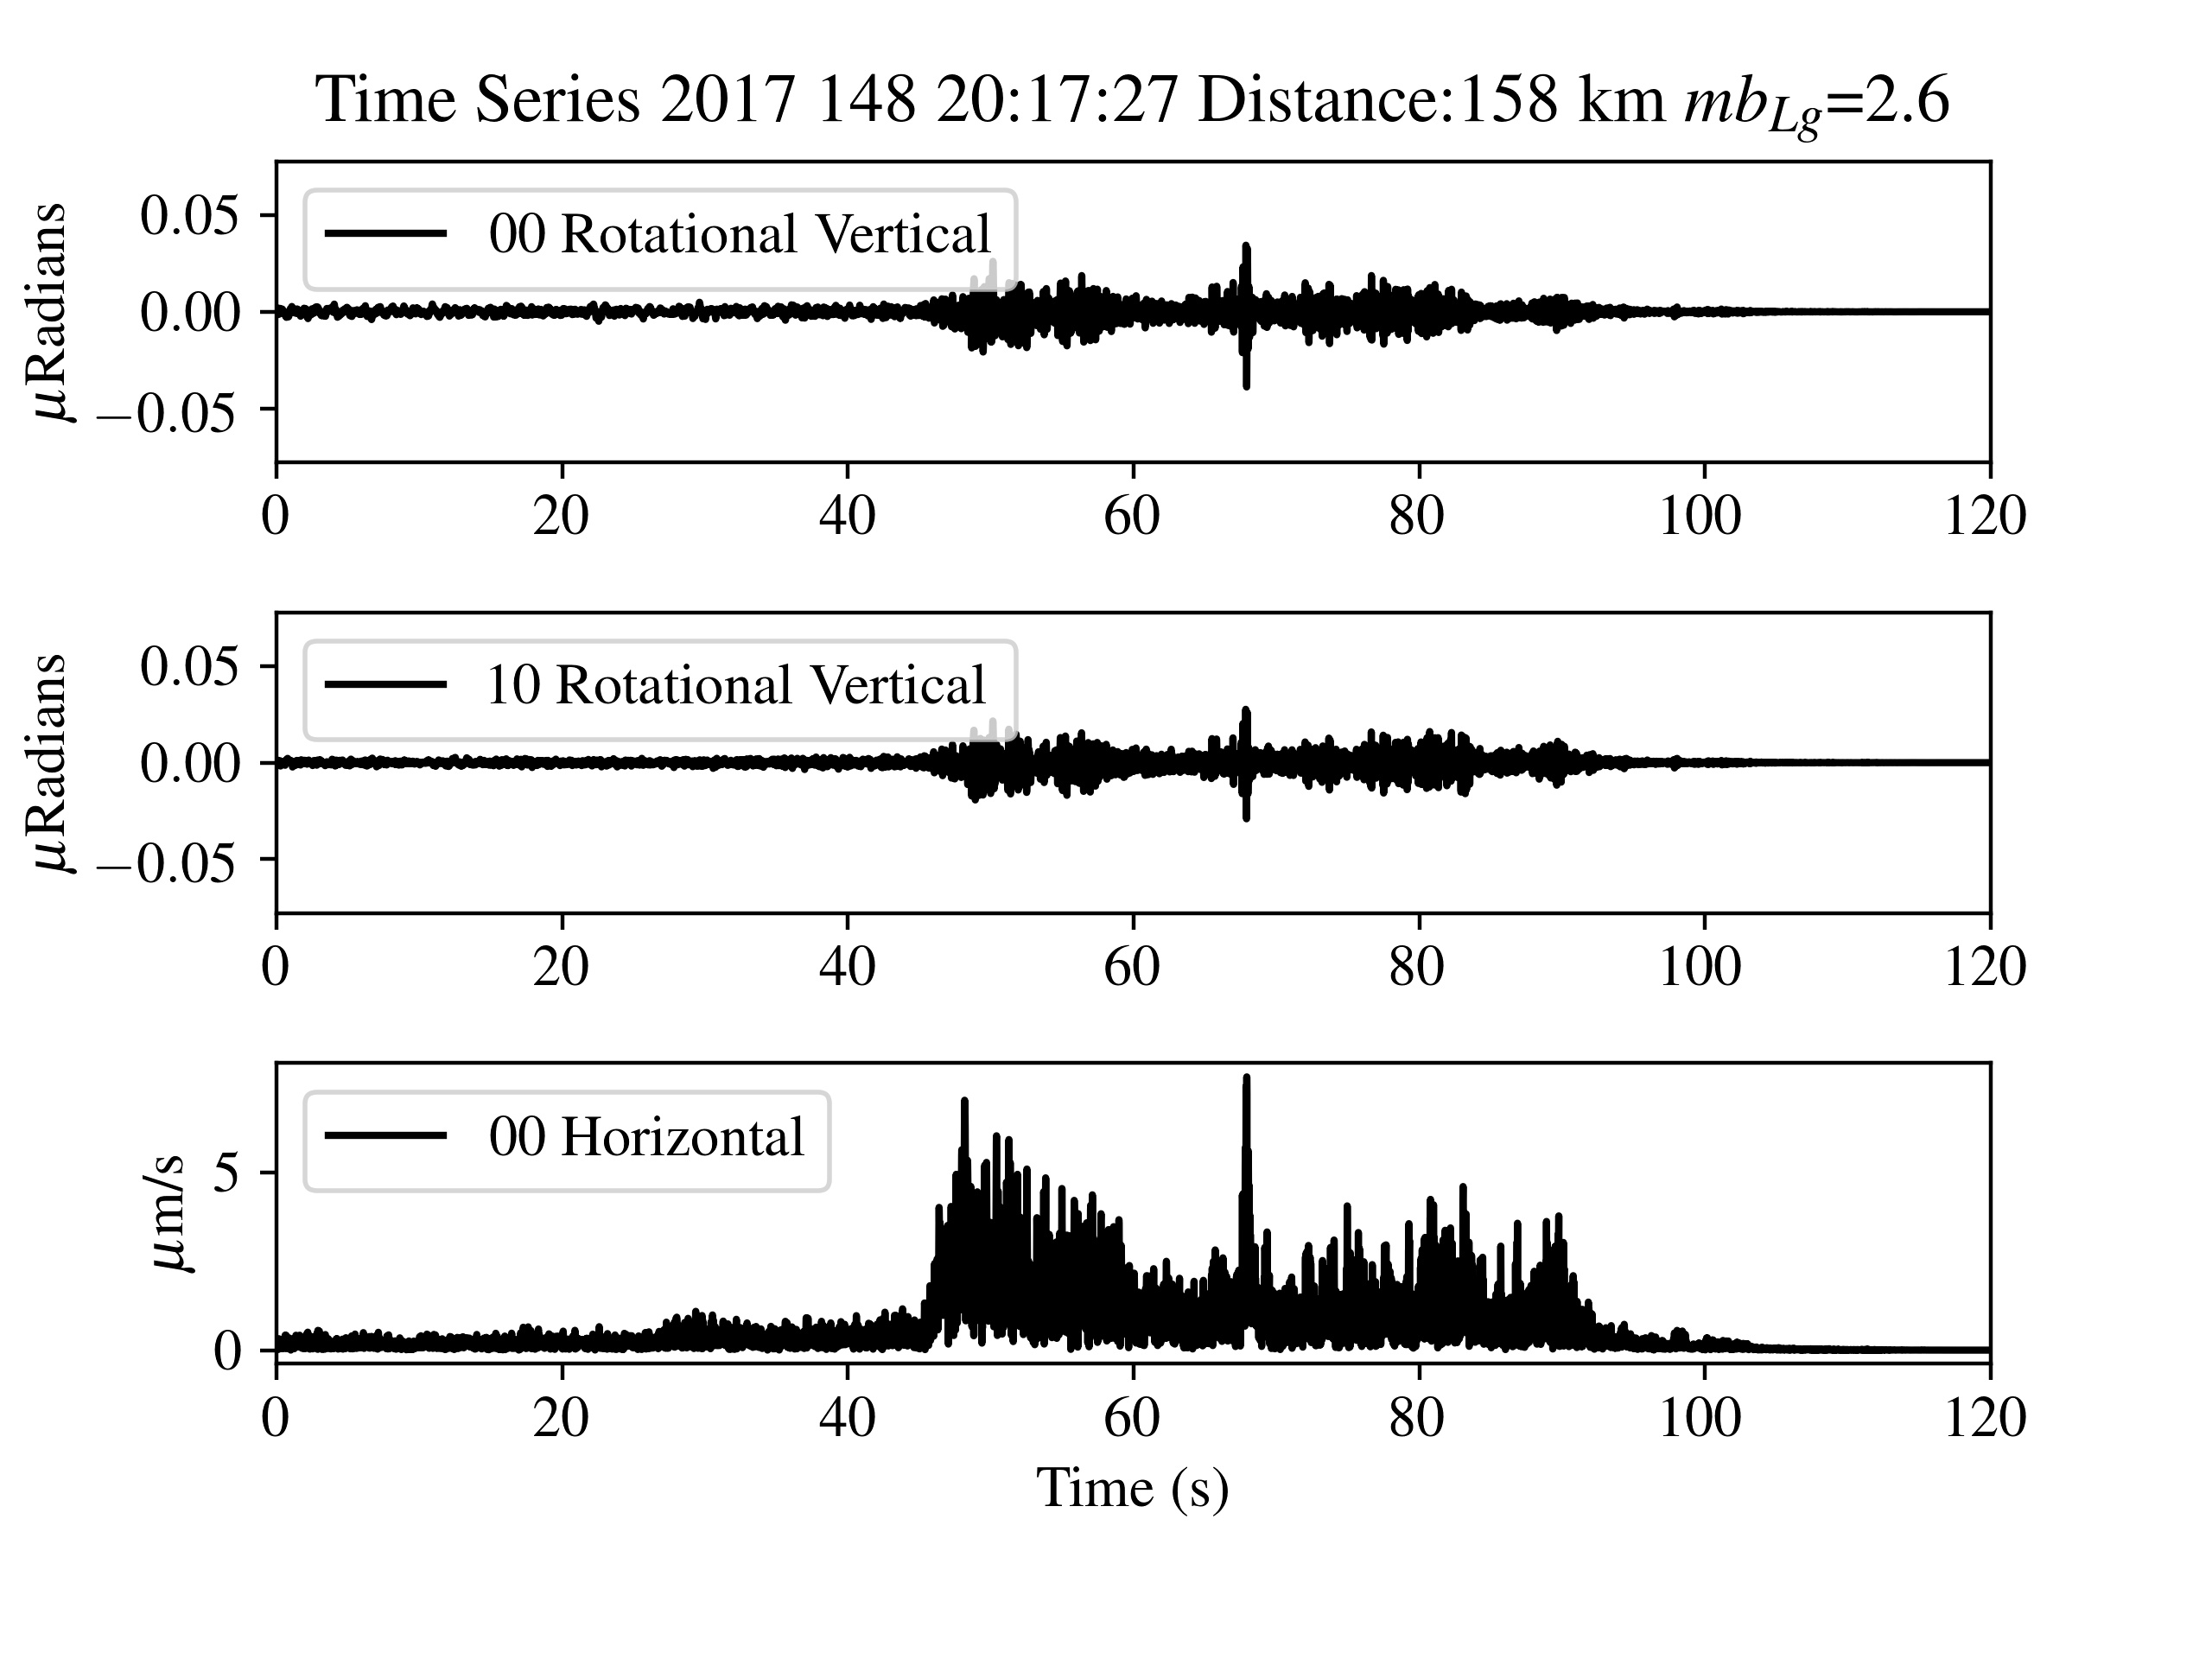 Time Series 2017 148 20:17:27 Distance:158 km mb_Lg=2.6
0.05
00 Rotational Vertical
0.00
−0.05
μRadians
0 20 40 60 80 100 120
0.05
10 Rotational Vertical
0.00
−0.05
μRadians
0 20 40 60 80 100 120
00 Horizontal
5
0
μm/s
0 20 40 60 80 100 120
Time (s)